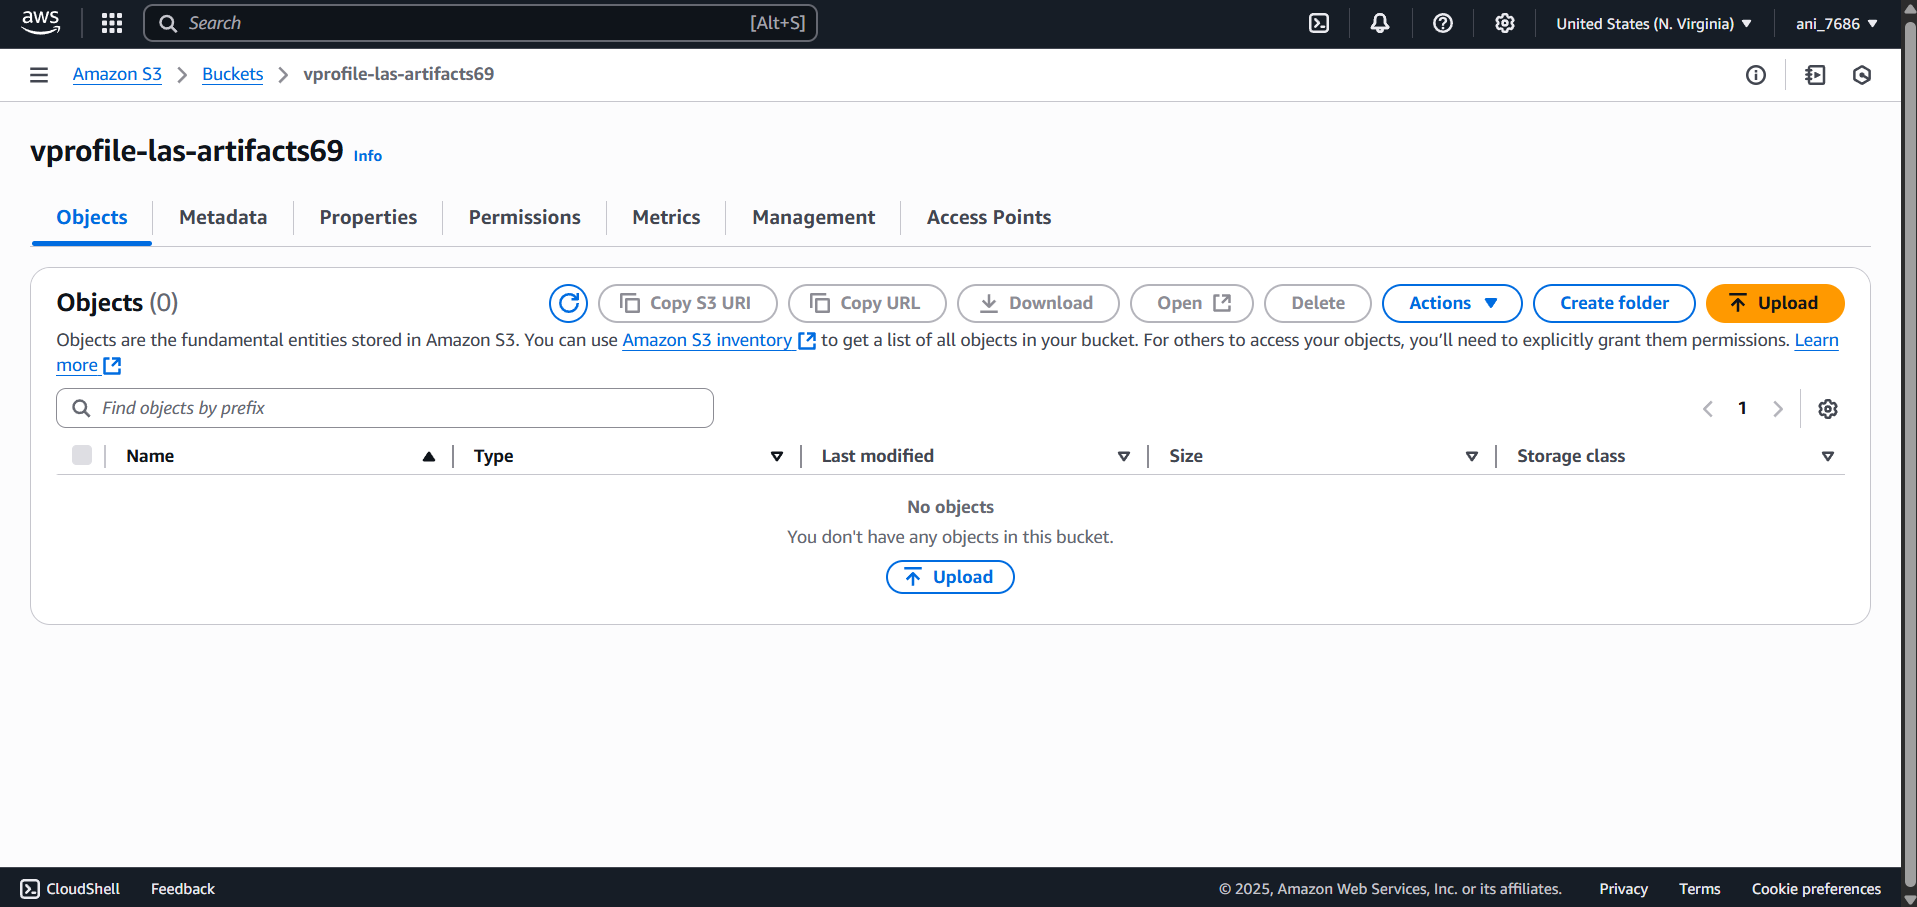 aws
Search [Alt+S]
United States (N. Virginia)
ani_7686
Amazon S3 > Buckets > vprofile-las-artifacts69
vprofile-las-artifacts69 Info
Objects Metadata Properties Permissions Metrics Management Access Points
Objects (0)
Copy S3 URI Copy URL Download Open Delete Actions Create folder Upload
Objects are the fundamental entities stored in Amazon S3. You can use Amazon S3 inventory to get a list of all objects in your bucket. For others to access your objects, you’ll need to explicitly grant them permissions. Learn
more
Find objects by prefix
1
Name Type Last modified Size Storage class
No objects
You don't have any objects in this bucket.
Upload
CloudShell Feedback © 2025, Amazon Web Services, Inc. or its affiliates. Privacy Terms Cookie preferences